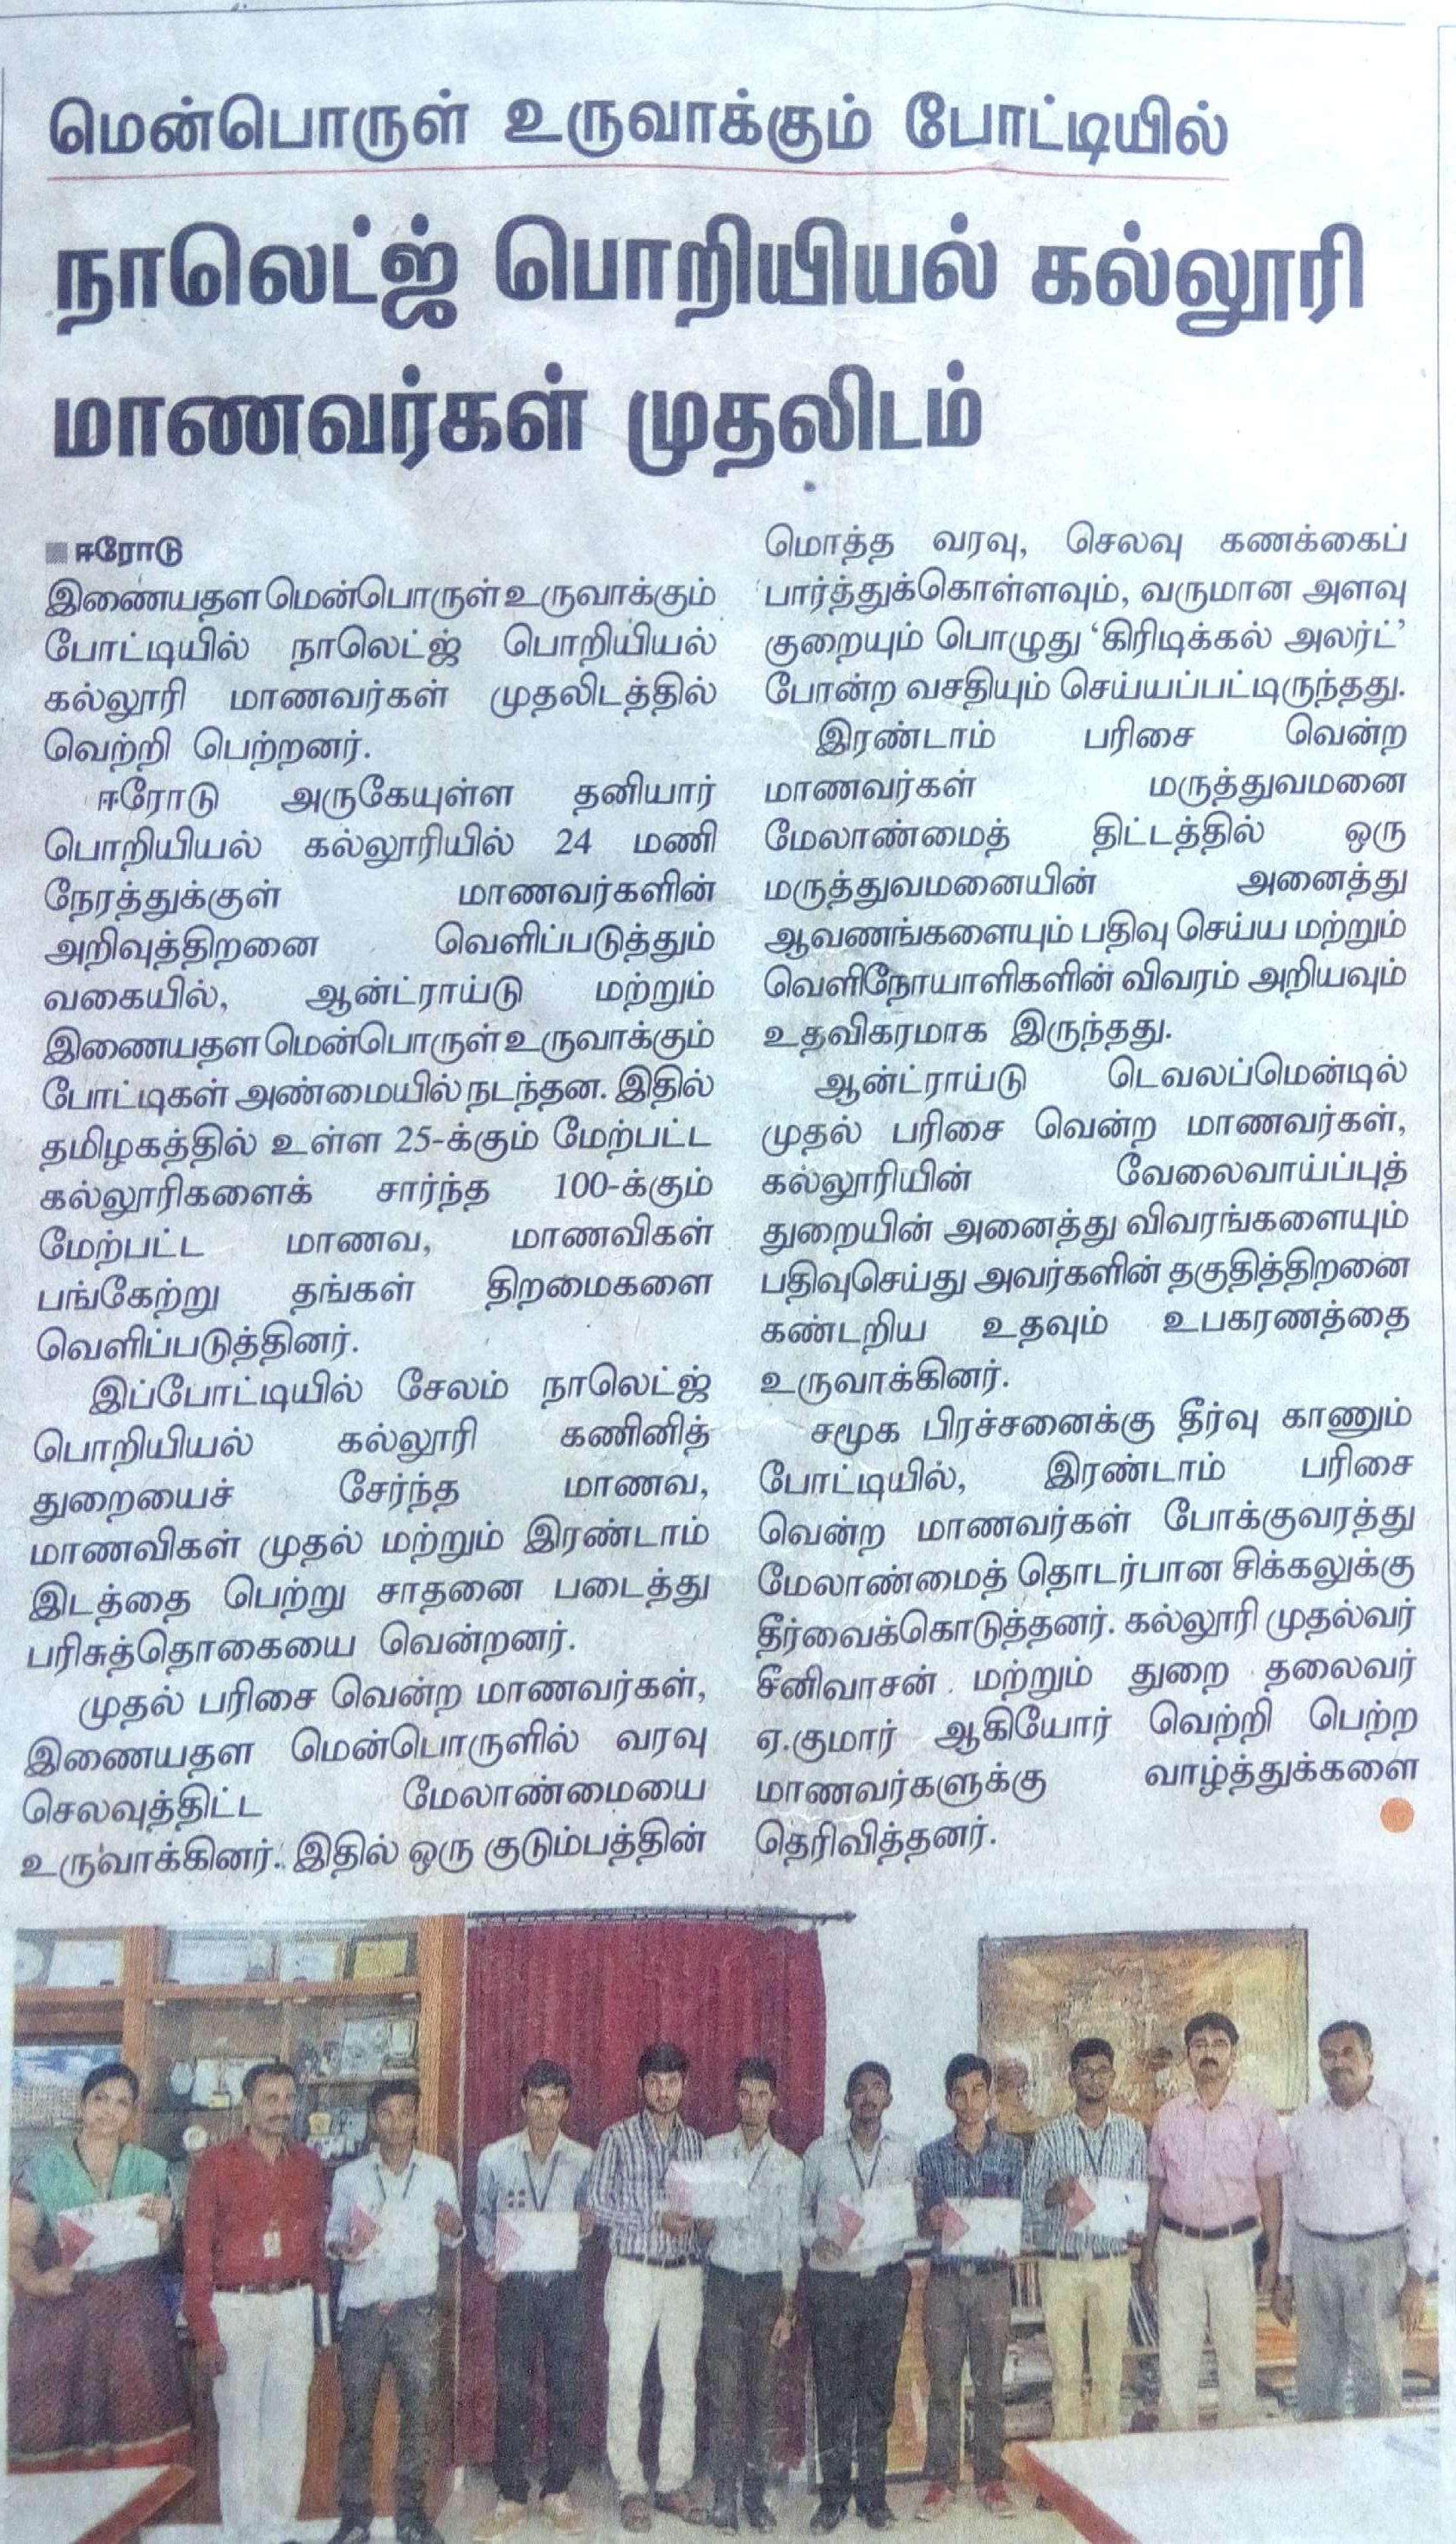 மென்பொருள் உருவாக்கும் போட்டியில்
நாலெட்ஜ் பொறியியல் கல்லூரி
மாணவர்கள் முதலிடம்
ஈரோடு
இணையதள மென்பொருள் உருவாக்கும்
போட்டியில் நாலெட்ஜ் பொறியியல்
கல்லூரி மாணவர்கள் முதலிடத்தில்
வெற்றி பெற்றனர்.
ஈரோடு அருகேயுள்ள தனியார்
பொறியியல் கல்லூரியில் 24 மணி
நேரத்துக்குள் மாணவர்களின்
அறிவுத்திறனை வெளிப்படுத்தும்
வகையில், ஆன்ட்ராய்டு மற்றும்
இணையதள மென்பொருள் உருவாக்கும்
போட்டிகள் அண்மையில் நடந்தன. இதில்
தமிழகத்தில் உள்ள 25-க்கும் மேற்பட்ட
கல்லூரிகளைக் சார்ந்த 100-க்கும்
மேற்பட்ட மாணவ, மாணவிகள்
பங்கேற்று தங்கள் திறமைகளை
வெளிப்படுத்தினர்.
இப்போட்டியில் சேலம் நாலெட்ஜ்
பொறியியல் கல்லூரி கணினித்
துறையைச் சேர்ந்த மாணவ,
மாணவிகள் முதல் மற்றும் இரண்டாம்
இடத்தை பெற்று சாதனை படைத்து
பரிசுத்தொகையை வென்றனர்.
முதல் பரிசை வென்ற மாணவர்கள்,
இணையதள மென்பொருளில் வரவு
செலவுத்திட்ட மேலாண்மையை
உருவாக்கினர். இதில் ஒரு குடும்பத்தின்
மொத்த வரவு, செலவு கணக்கைப்
பார்த்துக்கொள்ளவும், வருமான அளவு
குறையும் பொழுது ‘கிரிடிக்கல் அலர்ட்’
போன்ற வசதியும் செய்யப்பட்டிருந்தது.
இரண்டாம் பரிசை வென்ற
மாணவர்கள் மருத்துவமனை
மேலாண்மைத் திட்டத்தில் ஒரு
மருத்துவமனையின் அனைத்து
ஆவணங்களையும் பதிவு செய்ய மற்றும்
வெளிநோயாளிகளின் விவரம் அறியவும்
உதவிகரமாக இருந்தது.
ஆன்ட்ராய்டு டெவலப்மென்டில்
முதல் பரிசை வென்ற மாணவர்கள்,
கல்லூரியின் வேலைவாய்ப்புத்
துறையின் அனைத்து விவரங்களையும்
பதிவுசெய்து அவர்களின் தகுதித்திறனை
கண்டறிய உதவும் உபகரணத்தை
உருவாக்கினர்.
சமூக பிரச்சனைக்கு தீர்வு காணும்
போட்டியில், இரண்டாம் பரிசை
வென்ற மாணவர்கள் போக்குவரத்து
மேலாண்மைத் தொடர்பான சிக்கலுக்கு
தீர்வைக்கொடுத்தனர். கல்லூரி முதல்வர்
சீனிவாசன் மற்றும் துறை தலைவர்
ஏ.குமார் ஆகியோர் வெற்றி பெற்ற
மாணவர்களுக்கு வாழ்த்துக்களை
தெரிவித்தனர்.